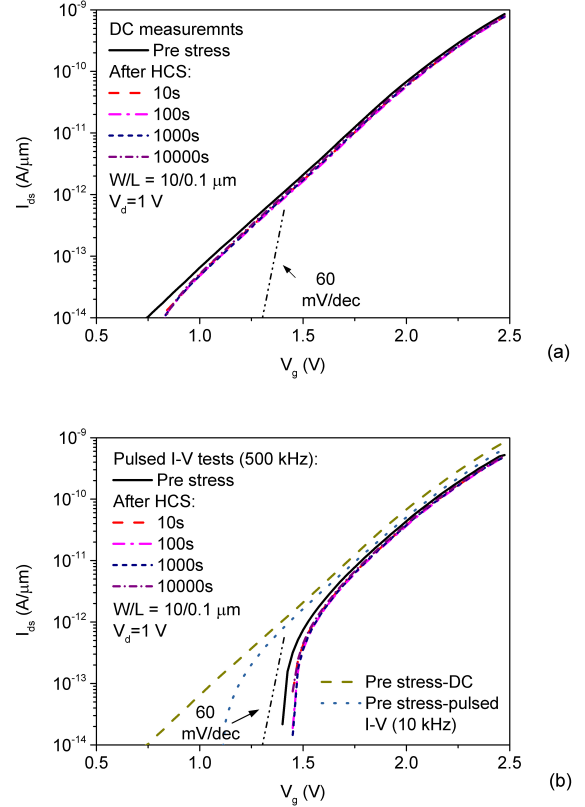 10⁻⁹
10⁻¹⁰
10⁻¹¹
10⁻¹²
10⁻¹³
10⁻¹⁴
I_ds (A/μm)
DC measuremnts
Pre stress
After HCS:
10s
100s
1000s
10000s
W/L = 10/0.1 μm
V_d=1 V
60
mV/dec
0.5 1.0 1.5 2.0 2.5
V_g (V)
(a)
10⁻⁹
10⁻¹⁰
10⁻¹¹
10⁻¹²
10⁻¹³
10⁻¹⁴
I_ds (A/μm)
Pulsed I-V tests (500 kHz):
Pre stress
After HCS:
10s
100s
1000s
10000s
W/L = 10/0.1 μm
V_d=1 V
60
mV/dec
Pre stress-DC
Pre stress-pulsed
I-V (10 kHz)
0.5 1.0 1.5 2.0 2.5
V_g (V)
(b)